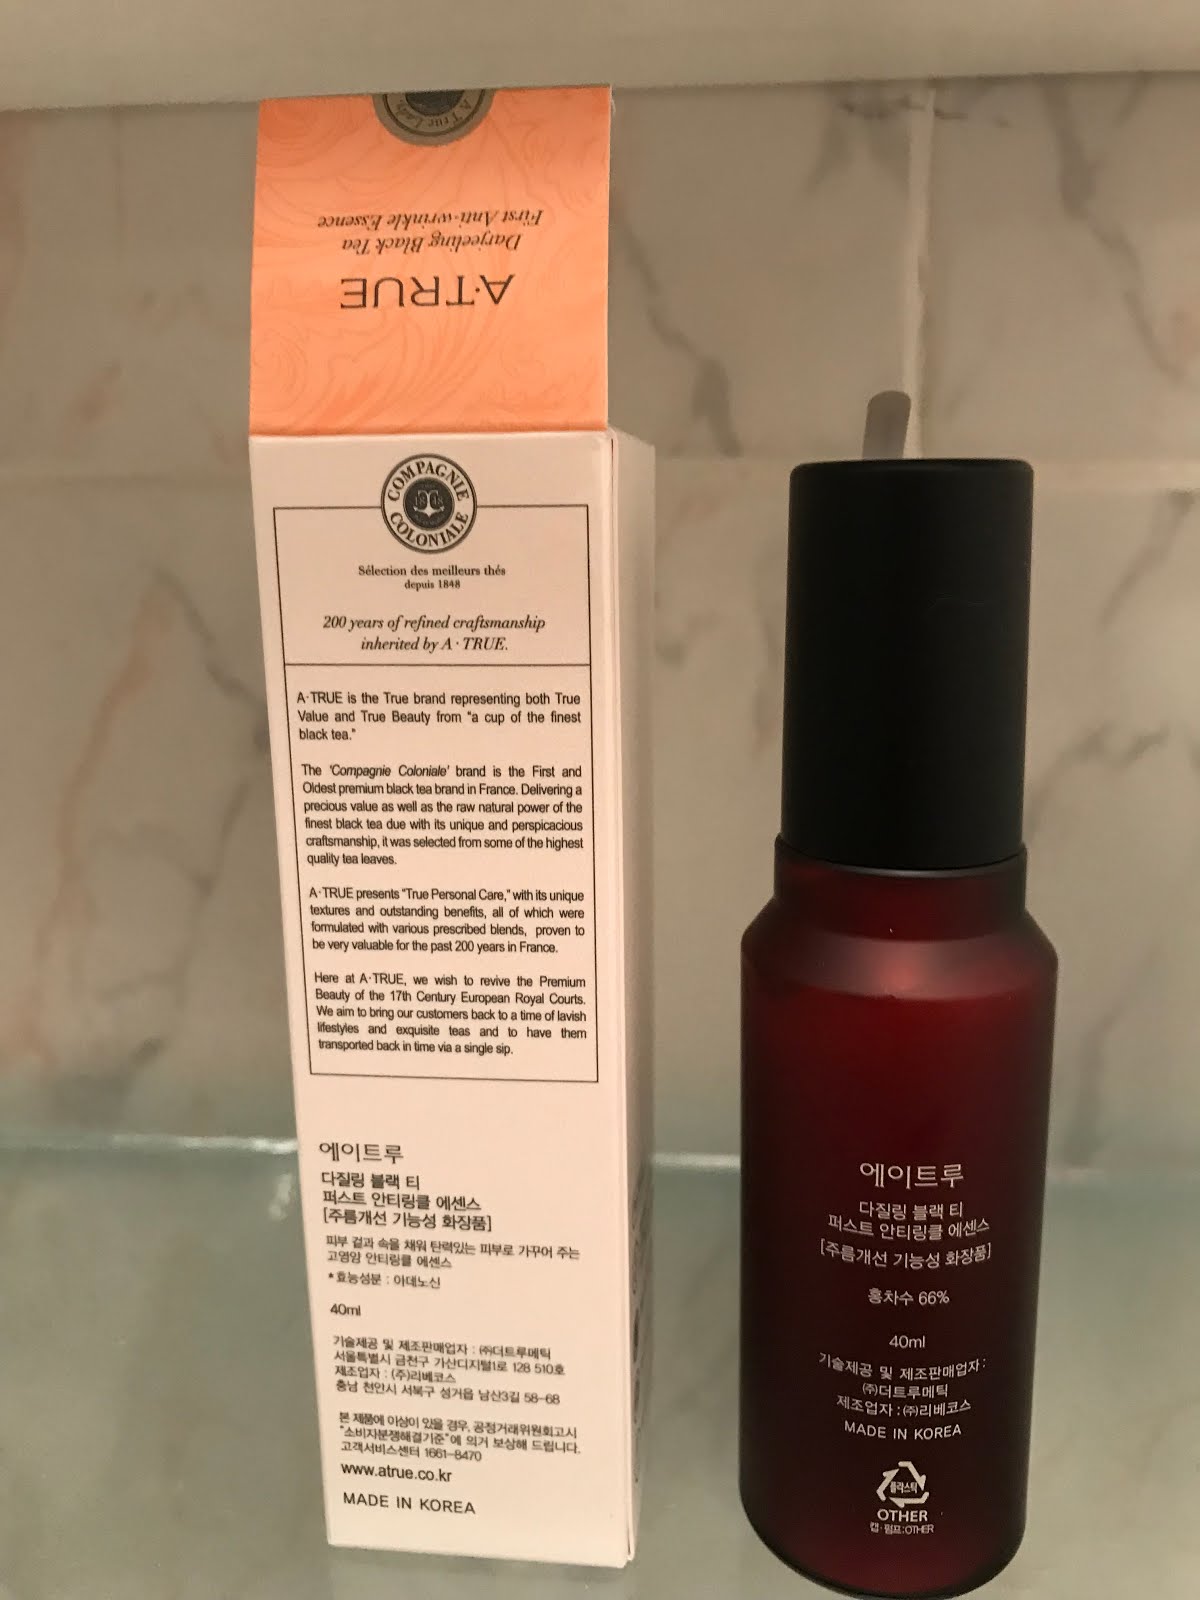 A. True Lab.
First Anti-wrinkle Essence
Darjeeling Black Tea
A·TRUE
COMPAGNIE
COLONIALE
Sélection des meilleurs thés
depuis 1848
200 years of refined craftsmanship
inherited by A · TRUE.
A·TRUE is the True brand representing both True
Value and True Beauty from “a cup of the finest
black tea.”
The ‘Compagnie Coloniale’ brand is the First and
Oldest premium black tea brand in France. Delivering a
precious value as well as the raw natural power of the
finest black tea due with its unique and perspicacious
craftsmanship, it was selected from some of the highest
quality tea leaves.
A·TRUE presents “True Personal Care,” with its unique
textures and outstanding benefits, all of which were
formulated with various prescribed blends, proven to
be very valuable for the past 200 years in France.
Here at A·TRUE, we wish to revive the Premium
Beauty of the 17th Century European Royal Courts.
We aim to bring our customers back to a time of lavish
lifestyles and exquisite teas and to have them
transported back in time via a single sip.
에이트루
다질링 블랙 티
퍼스트 안티링클 에센스
[주름개선 기능성 화장품]
피부 겉과 속을 채워 탄력있는 피부로 가꾸어 주는
고영양 안티링클 에센스
*효능성분 : 아데노신
40ml
기술제공 및 제조판매업자 : ㈜더트루메틱
서울특별시 금천구 가산디지털1로 128 510호
제조업자 : (주)리베코스
충남 천안시 서북구 성거읍 남산3길 58-68
본 제품에 이상이 있을 경우, 공정거래위원회고시
"소비자분쟁해결기준"에 의거 보상해 드립니다.
고객서비스센터 1661-8470
www.atrue.co.kr
MADE IN KOREA
에이트루
다질링 블랙 티
퍼스트 안티링클 에센스
[주름개선 기능성 화장품]
홍차수 66%
40ml
기술제공 및 제조판매업자 :
㈜더트루메틱
제조업자 : ㈜리베코스
MADE IN KOREA
플라스틱
OTHER
캡·펌프:OTHER